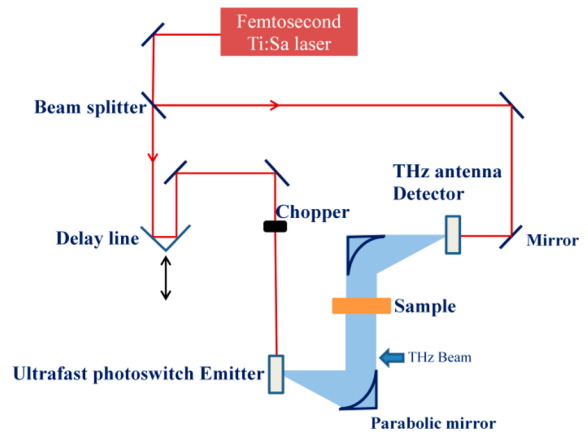 Femtosecond
Ti:Sa laser
Beam splitter
THz antenna
Detector
Chopper
Delay line
Mirror
Sample
THz Beam
Ultrafast photoswitch Emitter
Parabolic mirror